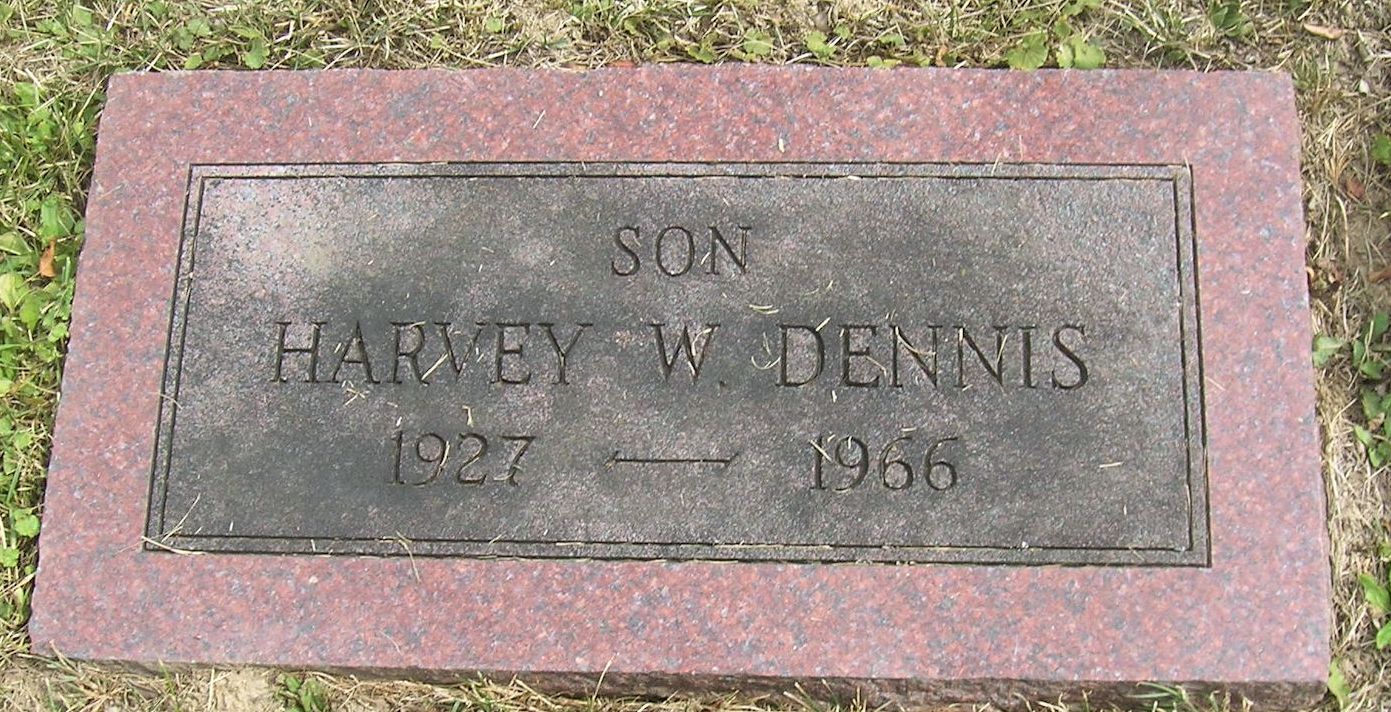 SON
HARVEY W. DENNIS
1927 — 1966